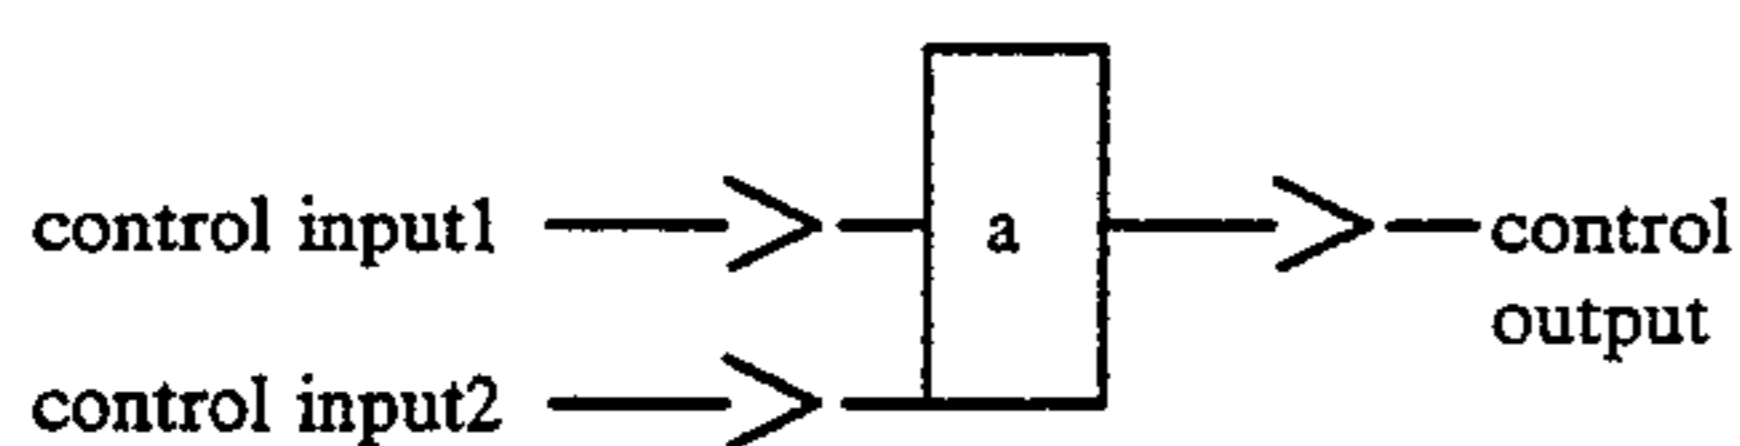 control input1
a
control
output
control input2